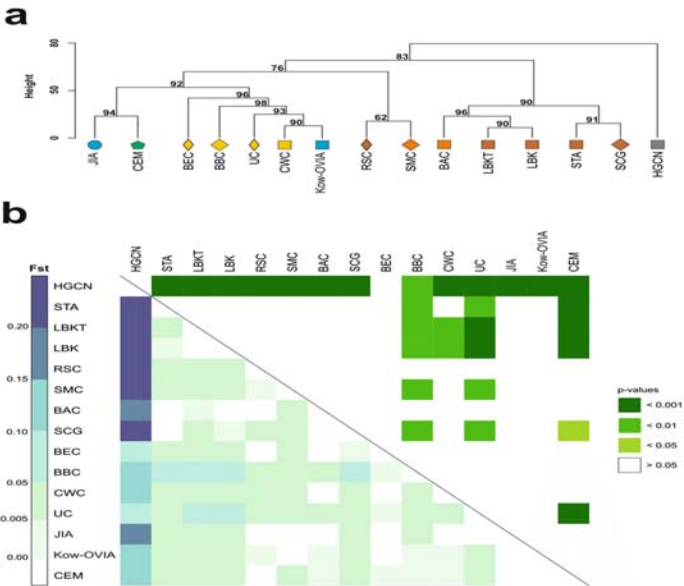 a
80
50
0
Height
83
76
92
96
98
93
90
94
62
96
90
90
91
JIA
CEM
BEC
BBC
UC
CWC
Kow-OVIA
RSC
SMC
BAC
LBKT
LBK
STA
SCG
HGCN
b
HGCN
STA
LBKT
LBK
RSC
SMC
BAC
SCG
BEC
BBC
CWC
UC
JIA
Kow-OVIA
CEM
Fst
0.20
0.15
0.10
0.05
0.005
0.00
HGCN
STA
LBKT
LBK
RSC
SMC
BAC
SCG
BEC
BBC
CWC
UC
JIA
Kow-OVIA
CEM
p-values
< 0.001
< 0.01
< 0.05
> 0.05